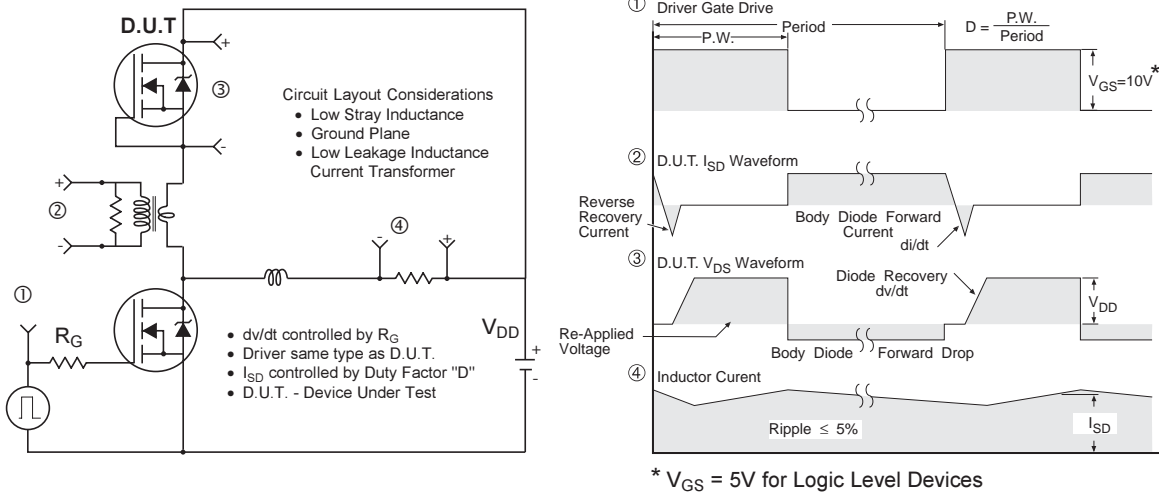 D.U.T
+
③
-
Circuit Layout Considerations
• Low Stray Inductance
• Ground Plane
• Low Leakage Inductance
Current Transformer
+
②
-
④
- +
①
R_G
V_DD
+
-
• dv/dt controlled by R_G
• Driver same type as D.U.T.
• I_SD controlled by Duty Factor "D"
• D.U.T. - Device Under Test
① Driver Gate Drive
P.W.
Period
D = P.W.
Period
V_GS=10V*
② D.U.T. I_SD Waveform
Reverse
Recovery
Current
Body Diode Forward
Current
di/dt
③ D.U.T. V_DS Waveform
Diode Recovery
dv/dt
V_DD
Re-Applied
Voltage
Body Diode Forward Drop
④ Inductor Curent
Ripple ≤ 5%
I_SD
* V_GS = 5V for Logic Level Devices